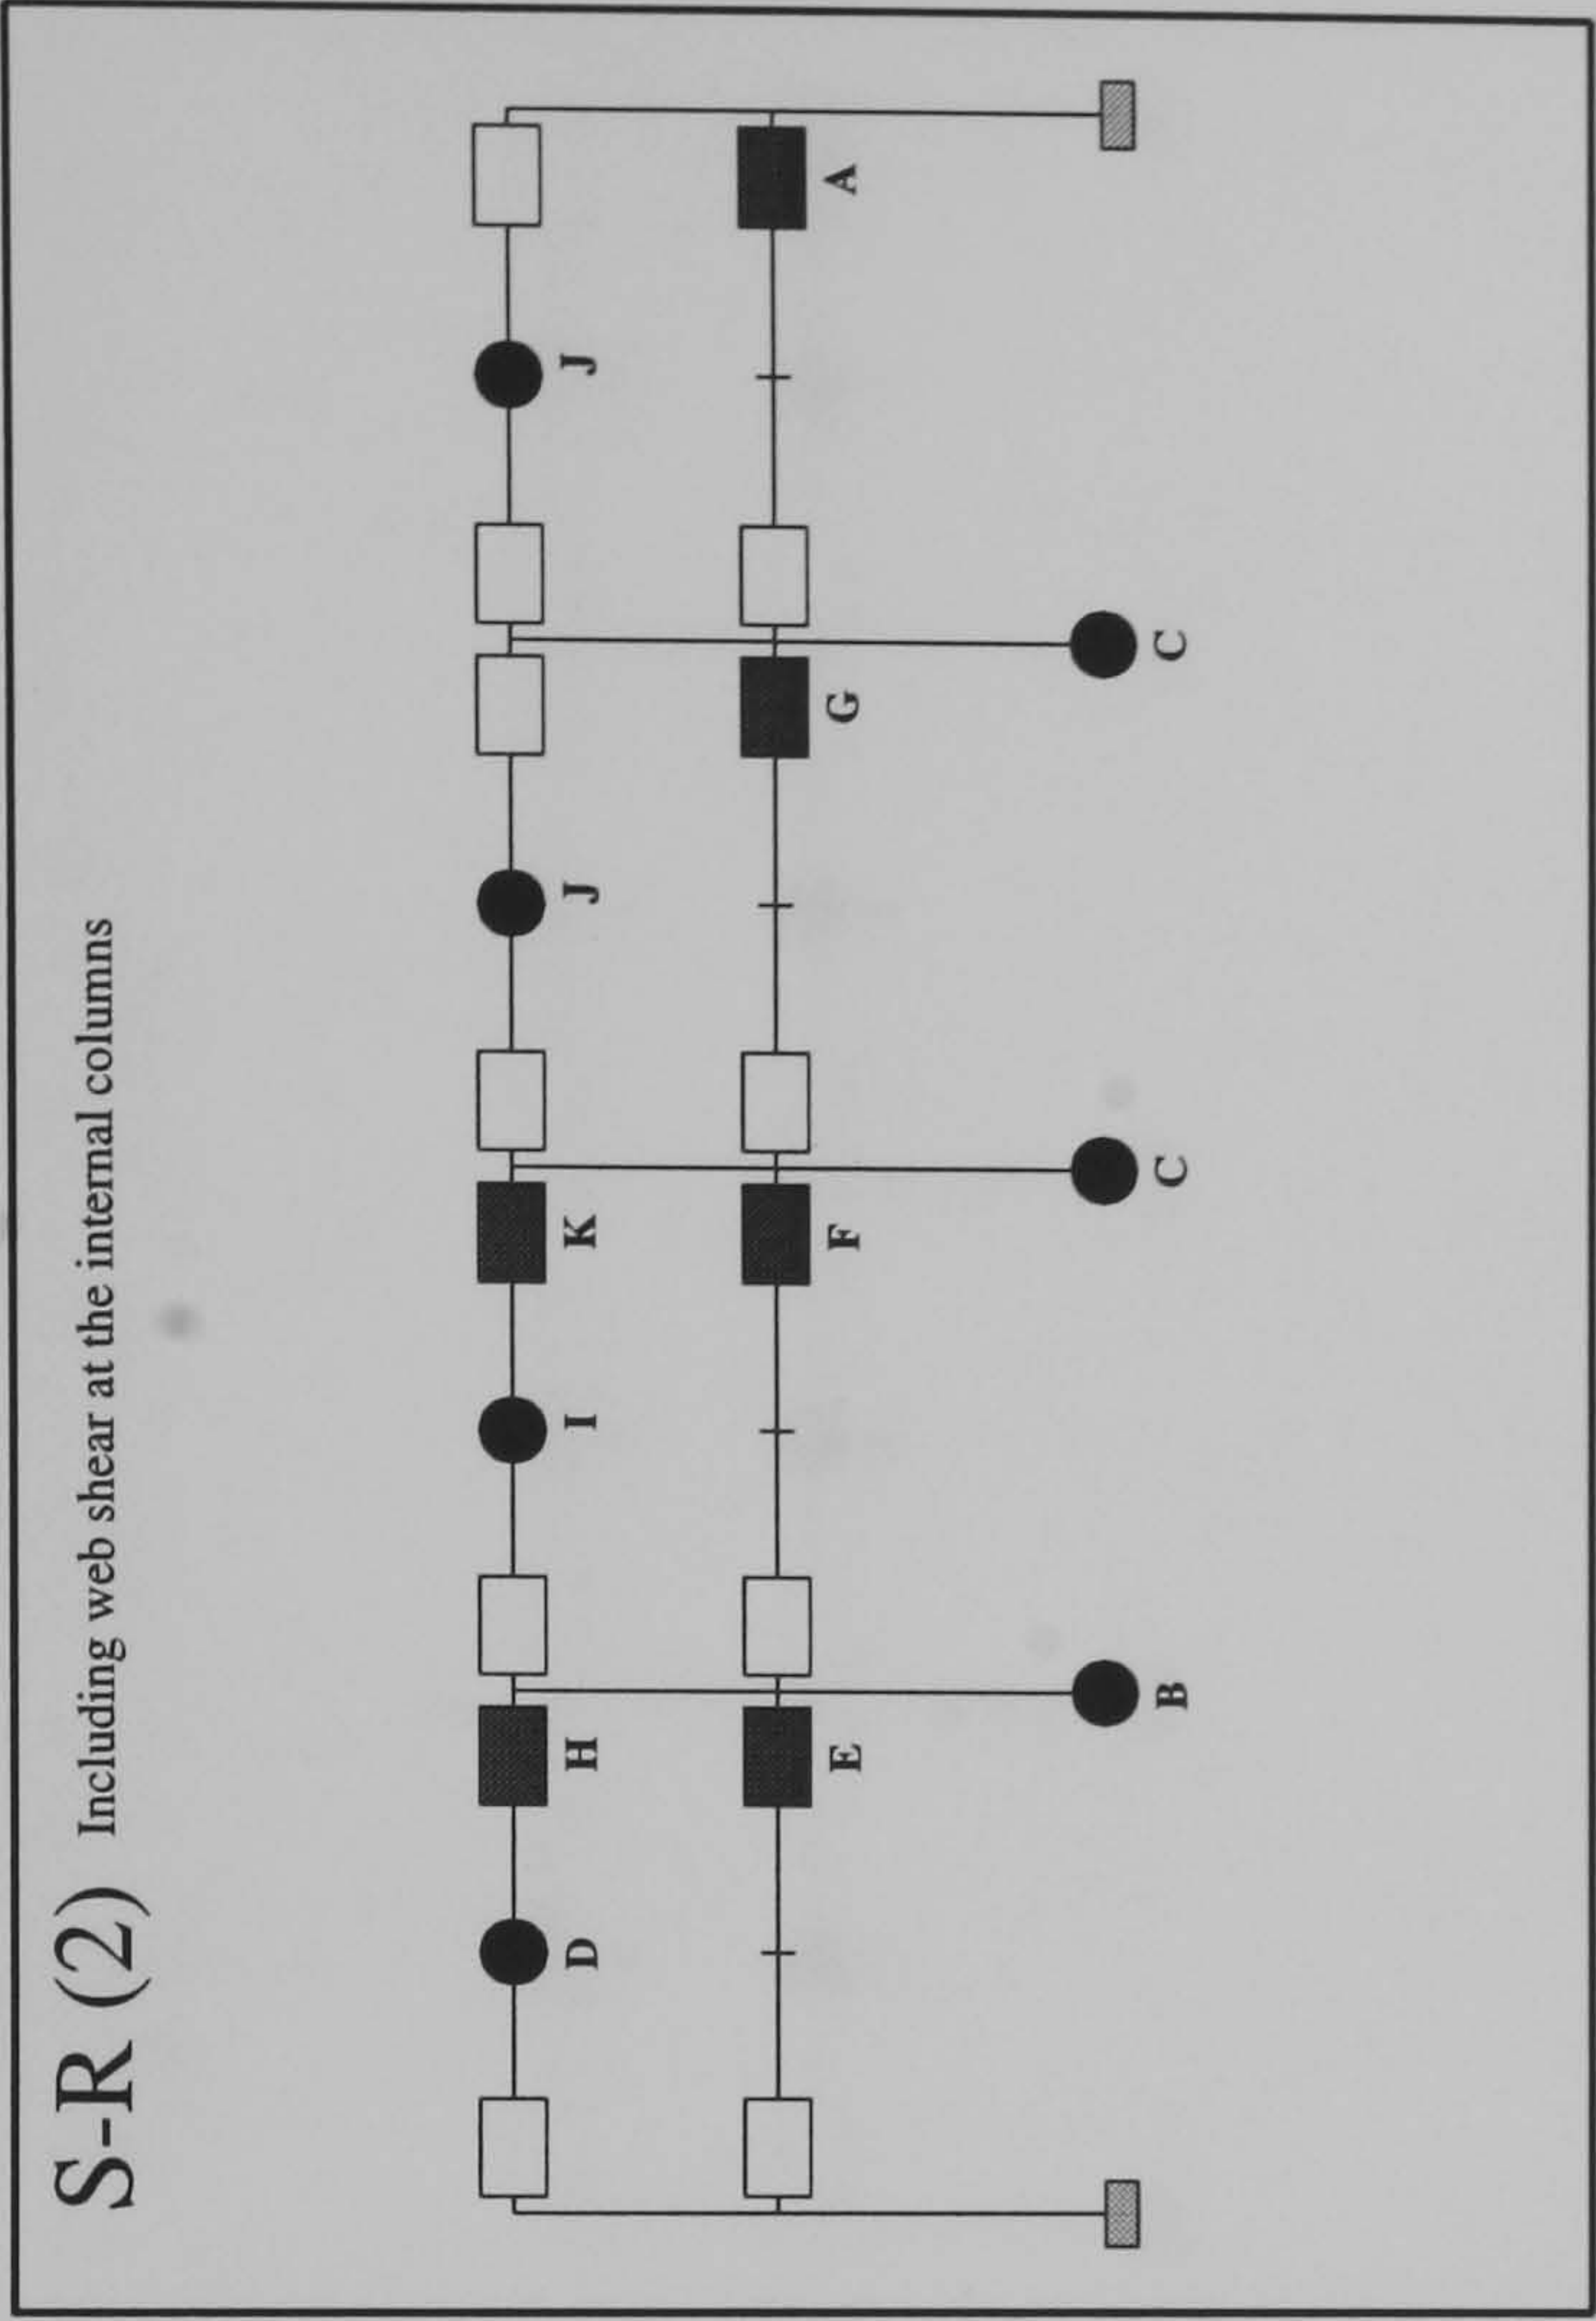 S-R (2) Including web shear at the internal columns
D H I K J J
E F G A
B C C